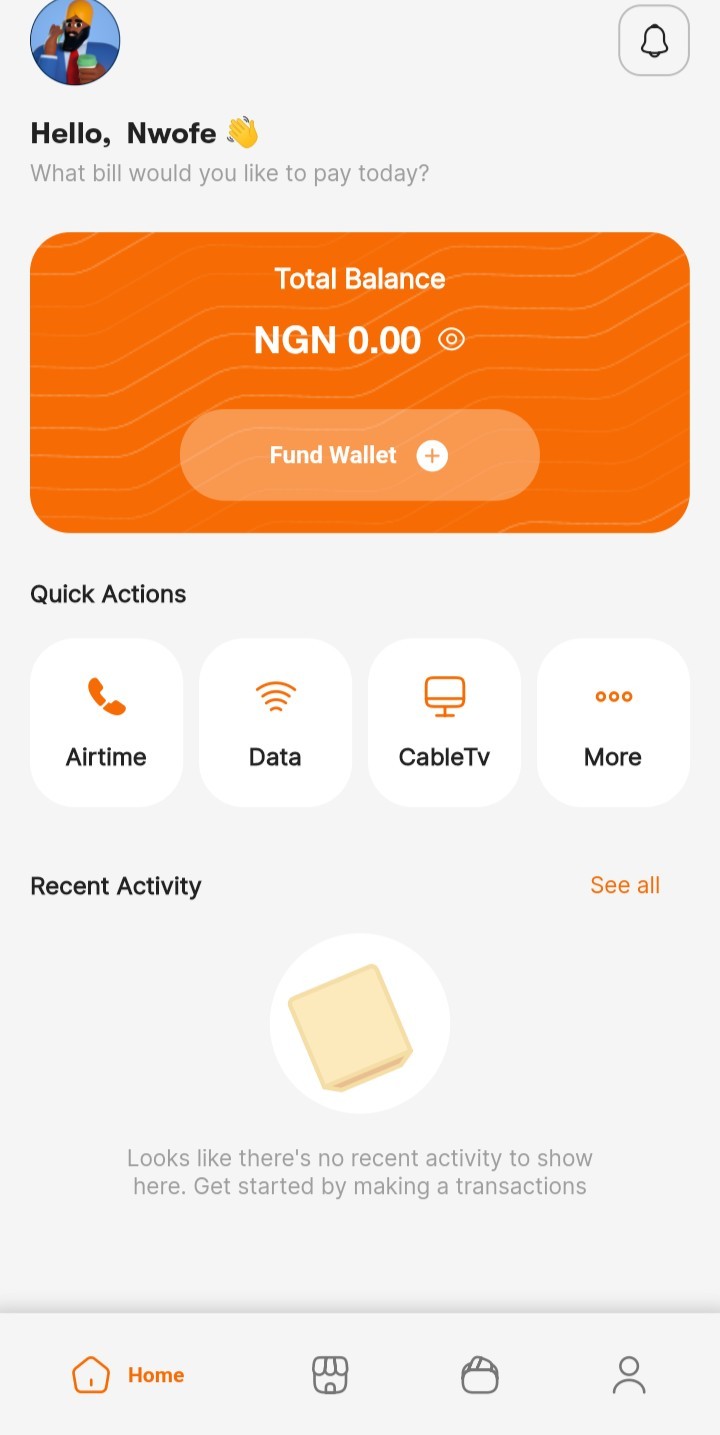 Hello, Nwofe 👋
What bill would you like to pay today?
Total Balance
NGN 0.00
Fund Wallet
Quick Actions
Airtime
Data
CableTv
More
Recent Activity
See all
Looks like there's no recent activity to show
here. Get started by making a transactions
Home